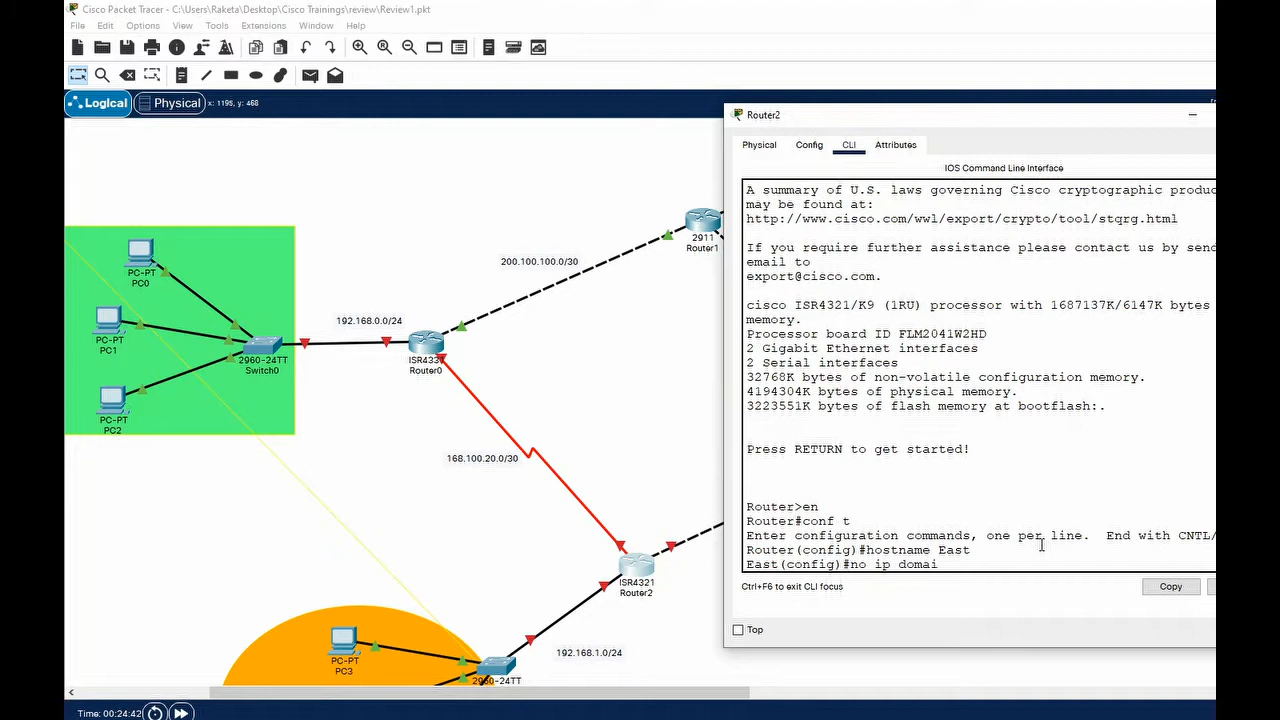 Cisco Packet Tracer - C:\Users\Raketa\Desktop\Cisco Trainings\review\Review1.pkt
File Edit Options View Tools Extensions Window Help
Logical Physical x: 1195, y: 468
Router2
Physical Config CLI Attributes
IOS Command Line Interface
A summary of U.S. laws governing Cisco cryptographic produc
may be found at:
http://www.cisco.com/wwl/export/crypto/tool/stqrg.html
If you require further assistance please contact us by send
email to
export@cisco.com.
cisco ISR4321/K9 (1RU) processor with 1687137K/6147K bytes
memory.
Processor board ID FLM2041W2HD
2 Gigabit Ethernet interfaces
2 Serial interfaces
32768K bytes of non-volatile configuration memory.
4194304K bytes of physical memory.
3223551K bytes of flash memory at bootflash:.
Press RETURN to get started!
Router>en
Router#conf t
Enter configuration commands, one per line. End with CNTL/
Router(config)#hostname East
East(config)#no ip domai
Ctrl+F6 to exit CLI focus
Copy
Top
2911
Router1
200.100.100.0/30
PC-PT
PC0
192.168.0.0/24
PC-PT
PC1
2960-24TT
Switch0
ISR4331
Router0
PC-PT
PC2
168.100.20.0/30
ISR4321
Router2
192.168.1.0/24
PC-PT
PC3
2960-24TT
Time: 00:24:42